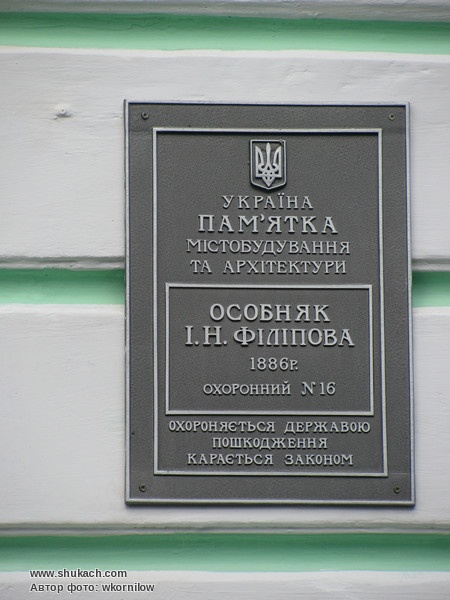 УКРАЇНА
ПАМ'ЯТКА
МІСТОБУДУВАННЯ
ТА АРХІТЕКТУРИ
ОСОБНЯК
І.Н. ФІЛІПОВА
1886р.
ОХОРОННИЙ №16
ОХОРОНЯЄТЬСЯ ДЕРЖАВОЮ
ПОШКОДЖЕННЯ
КАРАЄТЬСЯ ЗАКОНОМ
www.shukach.com
Автор фото: wkornilow